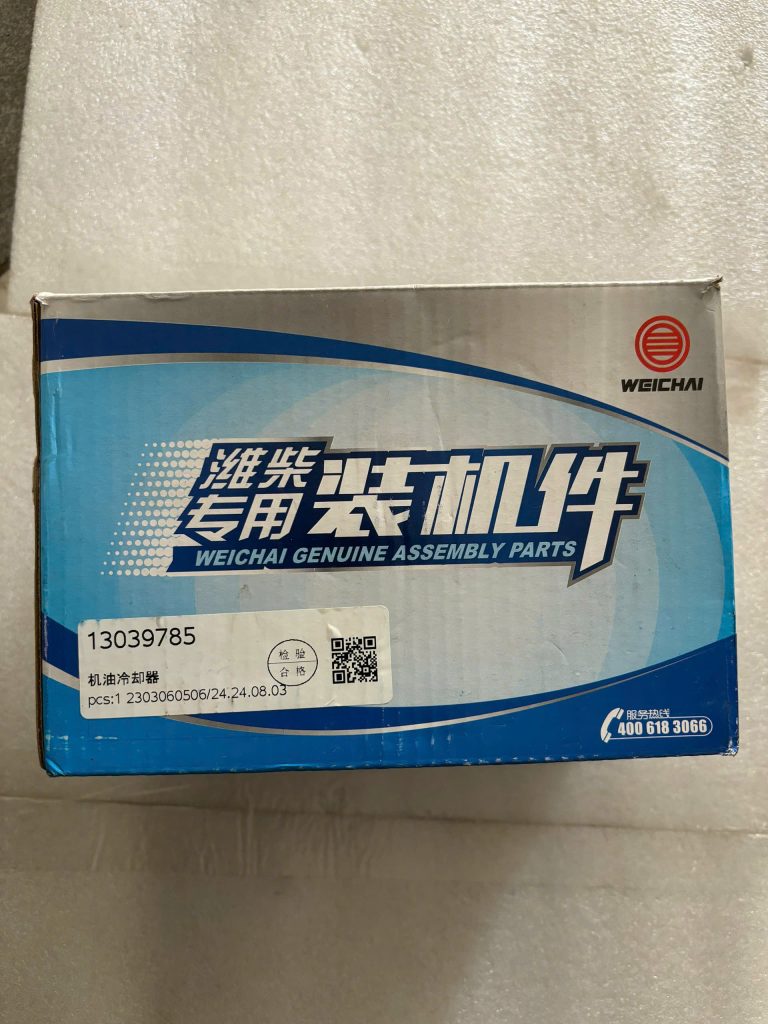 WEICHAI
潍柴
专用
装机件
WEICHAI GENUINE ASSEMBLY PARTS
13039785
检验
合格
机油冷却器
pcs:1 2303060506/24.24.08.03
服务热线
400 618 3066